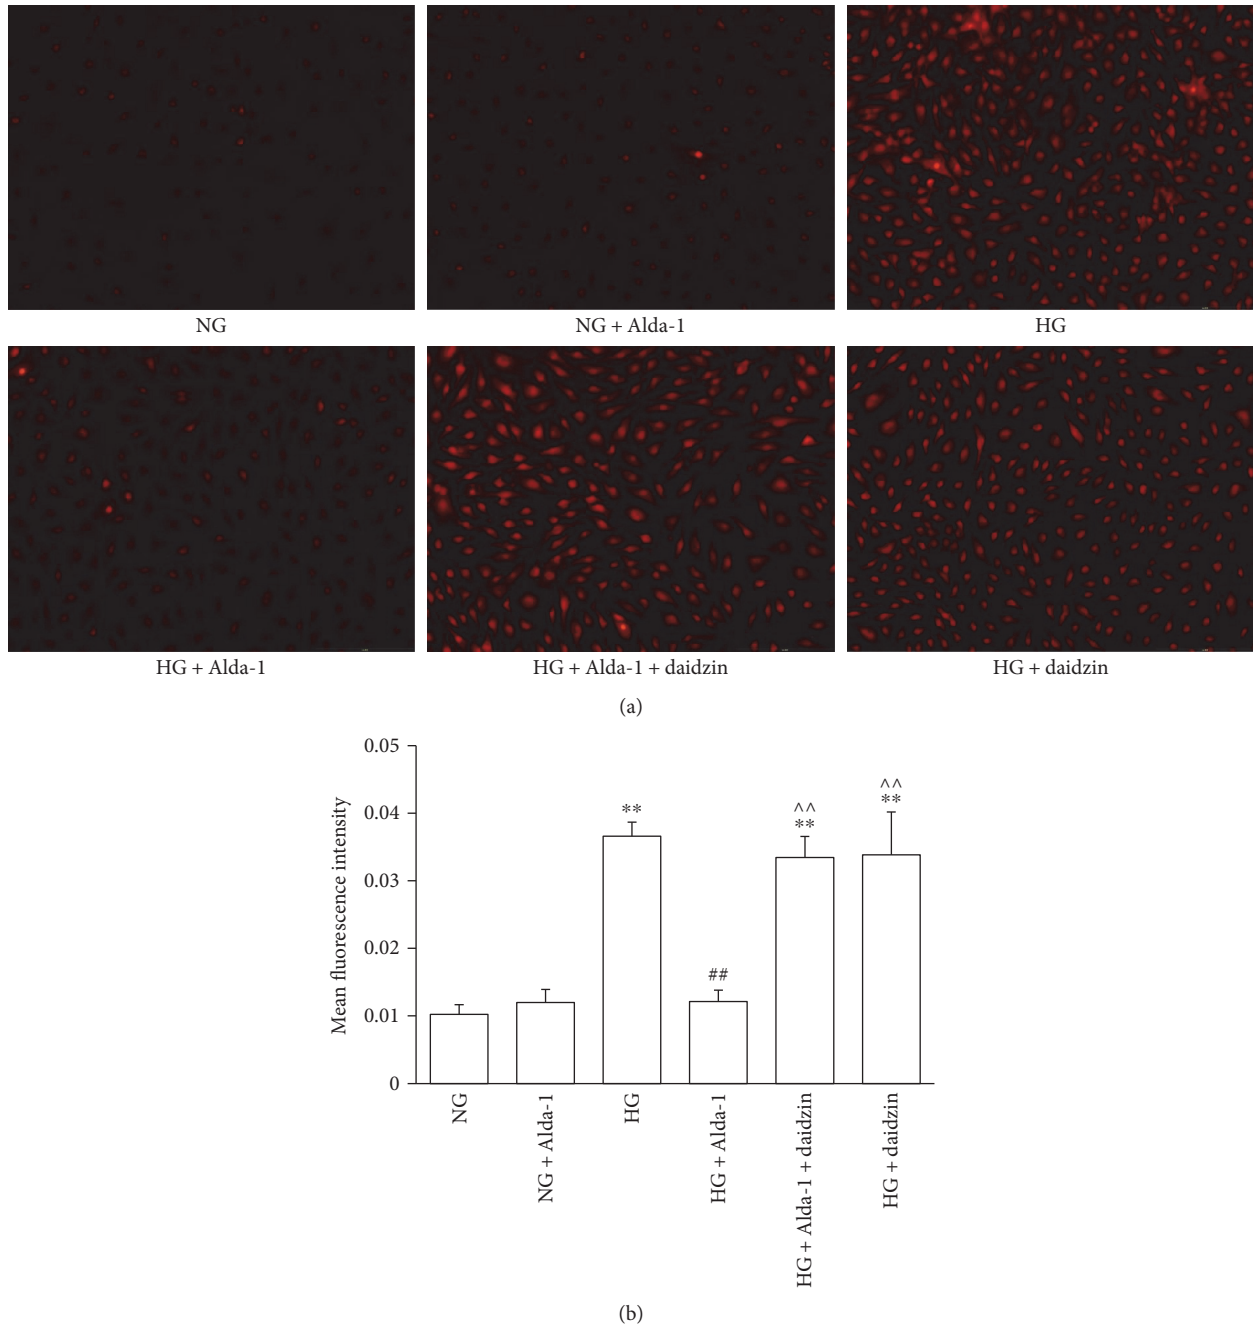 NG
NG + Alda-1
HG
HG + Alda-1
HG + Alda-1 + daidzin
HG + daidzin
(a)
Mean fluorescence intensity
0.05
0.04
0.03
0.02
0.01
0
**
##
^^
**
^^
**
NG
NG + Alda-1
HG
HG + Alda-1
HG + Alda-1 + daidzin
HG + daidzin
(b)